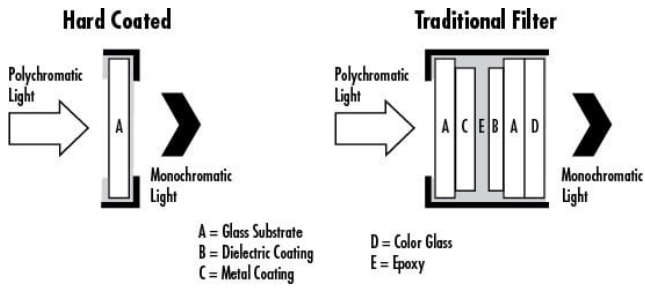 Hard Coated
Traditional Filter
Polychromatic
Light
A
Monochromatic
Light
Polychromatic
Light
A C E B A D
Monochromatic
Light
A = Glass Substrate
B = Dielectric Coating
C = Metal Coating
D = Color Glass
E = Epoxy